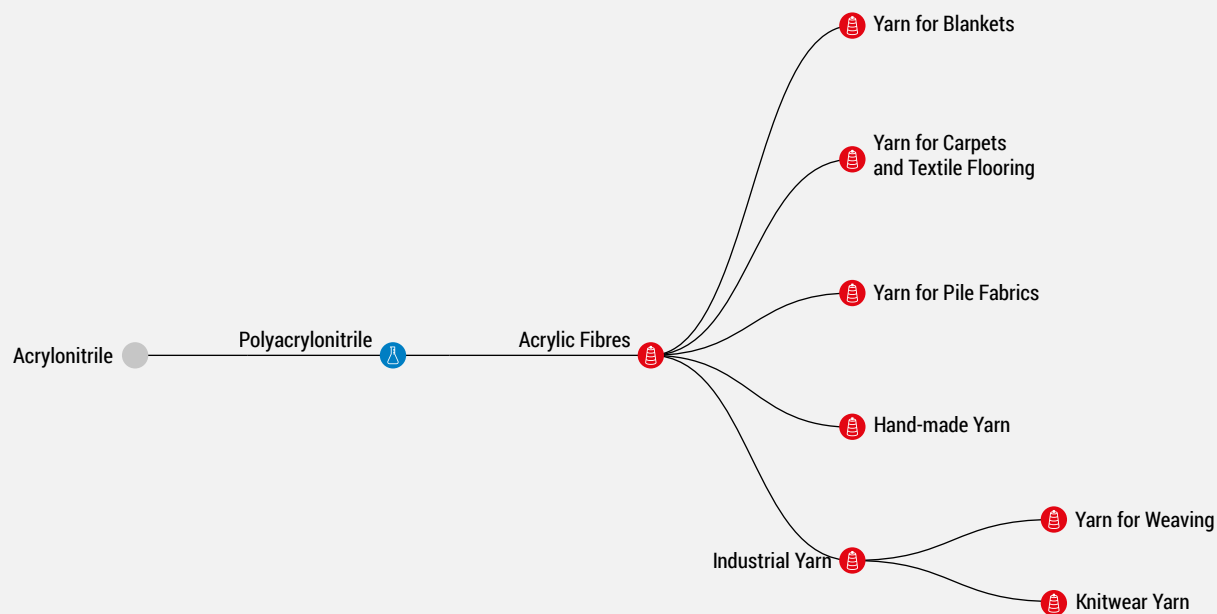 Yarn for Blankets
Yarn for Carpets
and Textile Flooring
Yarn for Pile Fabrics
Polyacrylonitrile
Acrylic Fibres
Acrylonitrile
Hand-made Yarn
Yarn for Weaving
Industrial Yarn
Knitwear Yarn